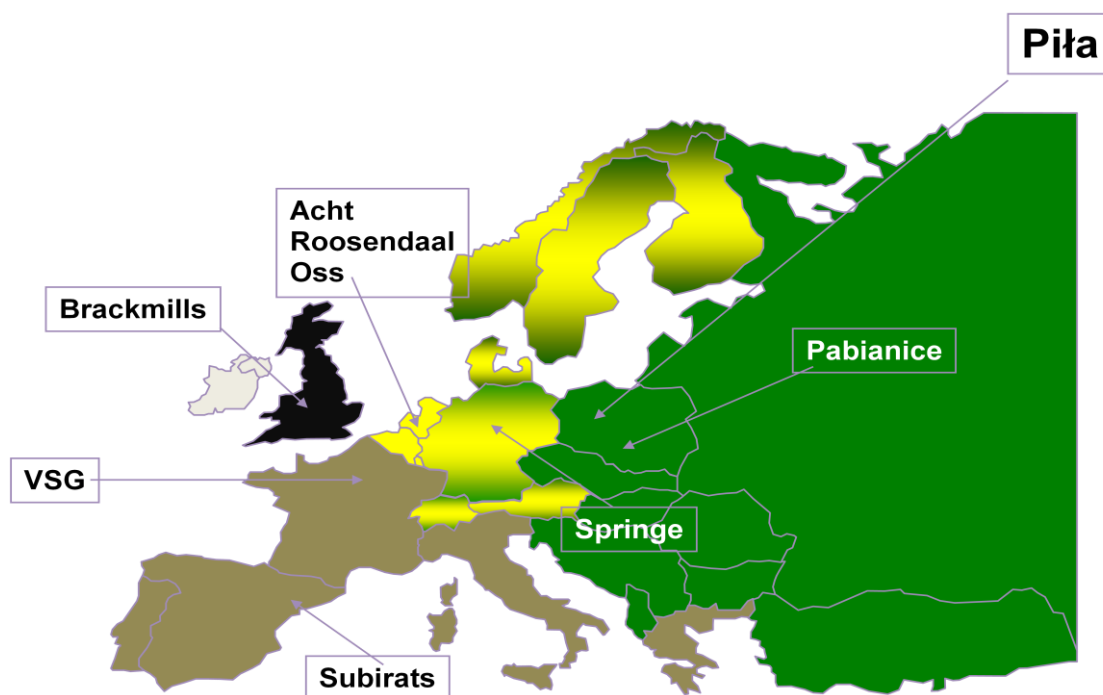 Piła
Acht
Roosendaal
Oss
Brackmills
Pabianice
VSG
Springe
Subirats